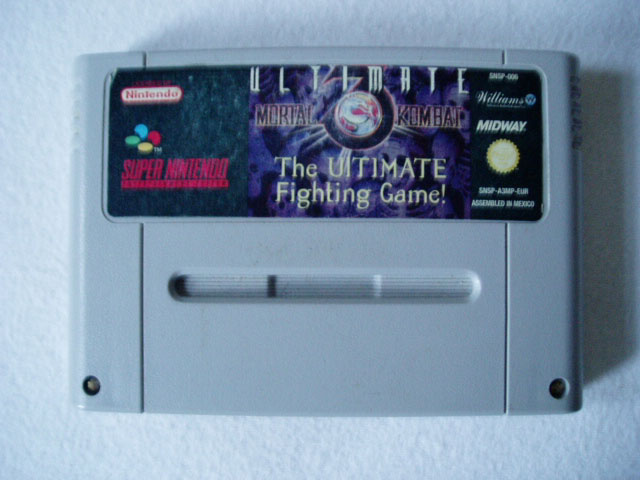 Nintendo
SUPER NINTENDO
ENTERTAINMENT SYSTEM
ULTIMATE
MORTAL 3 KOMBAT
The UlTIMATE
Fighting Game!
SNSP-006
Williams
MIDWAY
SNSP-A3MP-EUR
ASSEMBLED IN MEXICO